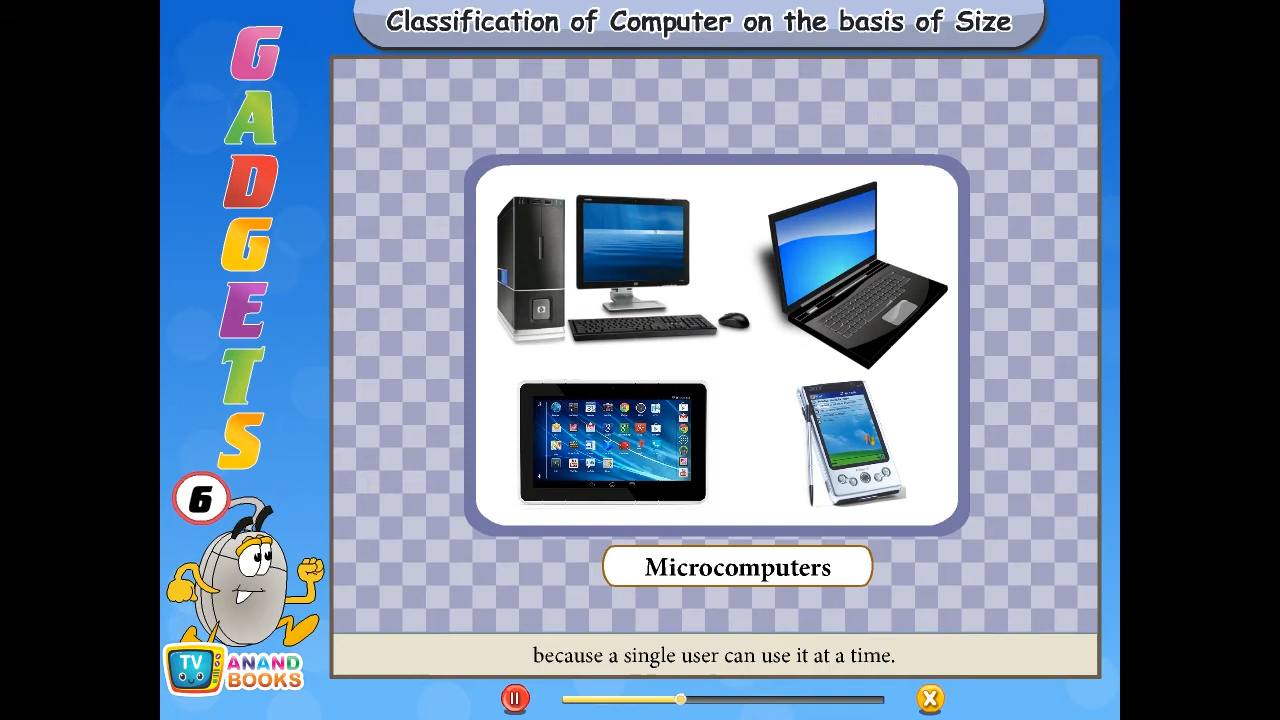 Classification of Computer on the basis of Size
GADGETS
6
Microcomputers
because a single user can use it at a time.
TV
ANAND
BOOKS